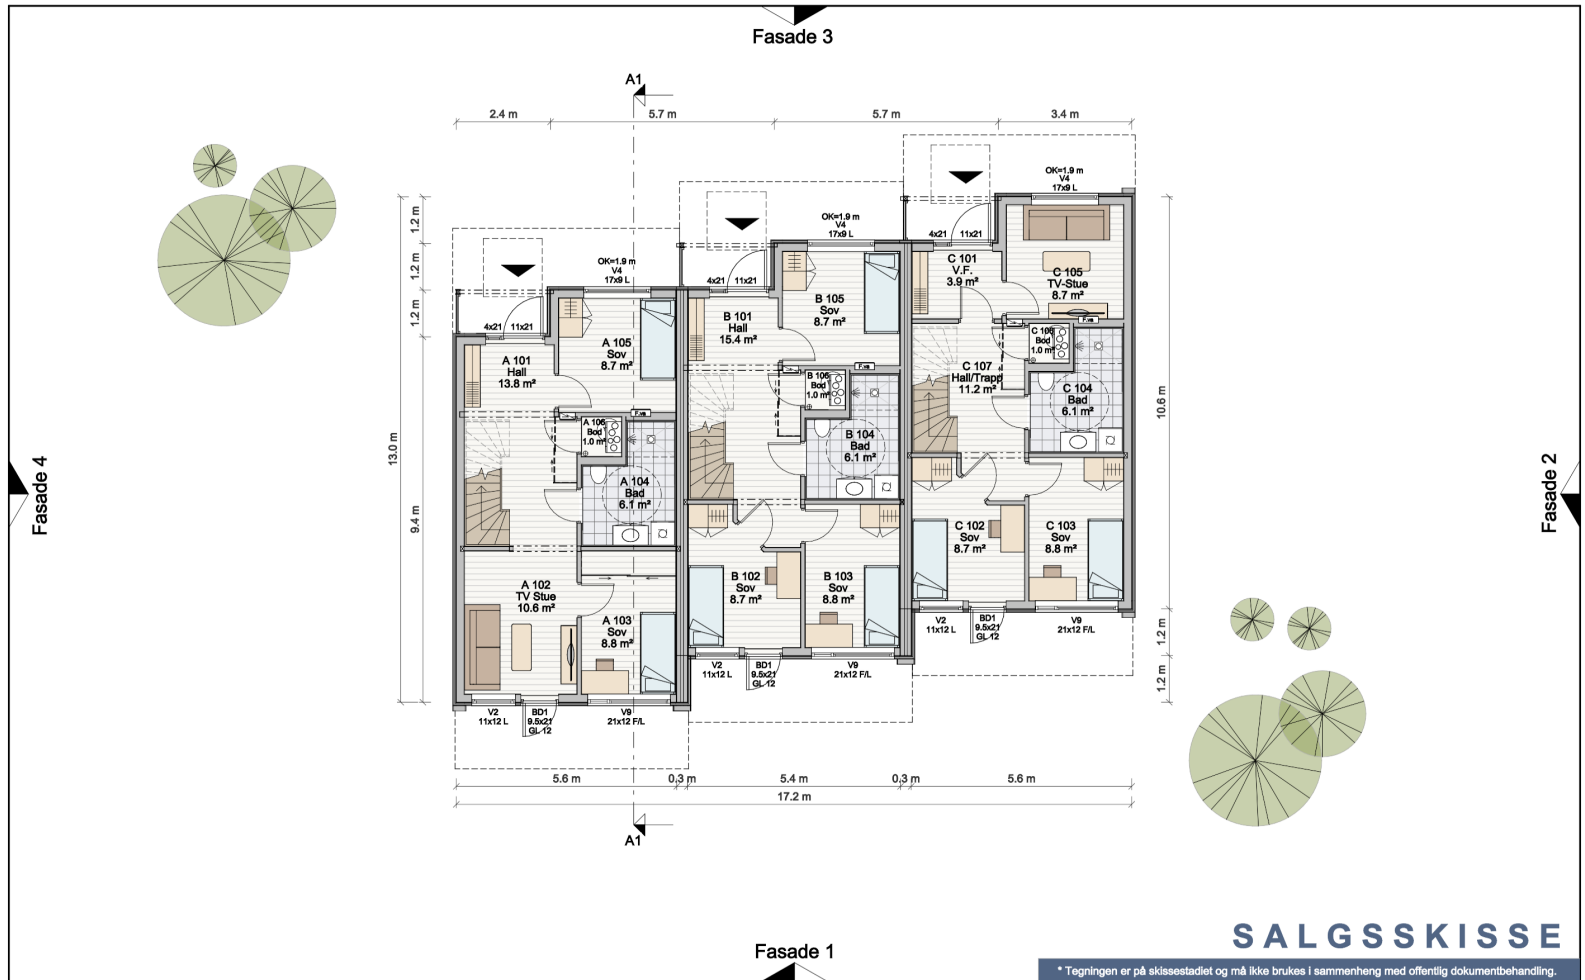 Fasade 3
A1
2.4 m
5.7 m
5.7 m
3.4 m
OK=1.9 m
V4
17x9 L
4x21 11x21
C 101
V.F.
3.9 m²
C 105
TV-Stue
8.7 m²
F.vs
C 106
Bod
1.0 m²
C 107
Hall/Trapp
11.2 m²
C 104
Bad
6.1 m²
C 102
Sov
8.7 m²
C 103
Sov
8.8 m²
V2
11x12 L
BD1
9.5x21
GL 12
V9
21x12 F/L
OK=1.9 m
V4
17x9 L
4x21 11x21
B 101
Hall
15.4 m²
B 105
Sov
8.7 m²
F.vs
B 106
Bod
1.0 m²
B 104
Bad
6.1 m²
B 102
Sov
8.7 m²
B 103
Sov
8.8 m²
V2
11x12 L
BD1
9.5x21
GL 12
V9
21x12 F/L
OK=1.9 m
V4
17x9 L
4x21 11x21
A 101
Hall
13.8 m²
A 105
Sov
8.7 m²
F.vs
A 106
Bod
1.0 m²
A 104
Bad
6.1 m²
A 102
TV Stue
10.6 m²
A 103
Sov
8.8 m²
V2
11x12 L
BD1
9.5x21
GL 12
V9
21x12 F/L
1.2 m
1.2 m
1.2 m
13.0 m
9.4 m
10.6 m
1.2 m
1.2 m
Fasade 4
Fasade 2
5.6 m
0.3 m
5.4 m
0.3 m
5.6 m
17.2 m
A1
Fasade 1
SALGSSKISSE
* Tegningen er på skissestadiet og må ikke brukes i sammenheng med offentlig dokumentbehandling.